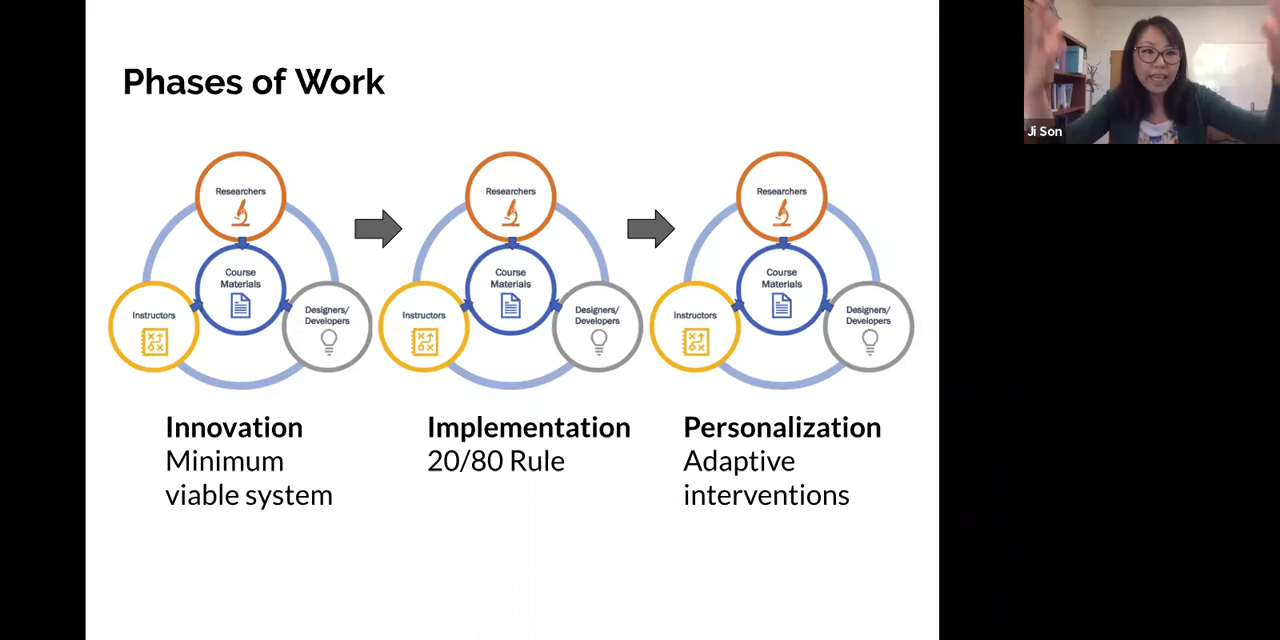 Phases of Work
Ji Son
Researchers
Course
Materials
Instructors
Designers/
Developers
Researchers
Course
Materials
Instructors
Designers/
Developers
Researchers
Course
Materials
Instructors
Designers/
Developers
Innovation
Minimum
viable system
Implementation
20/80 Rule
Personalization
Adaptive
interventions